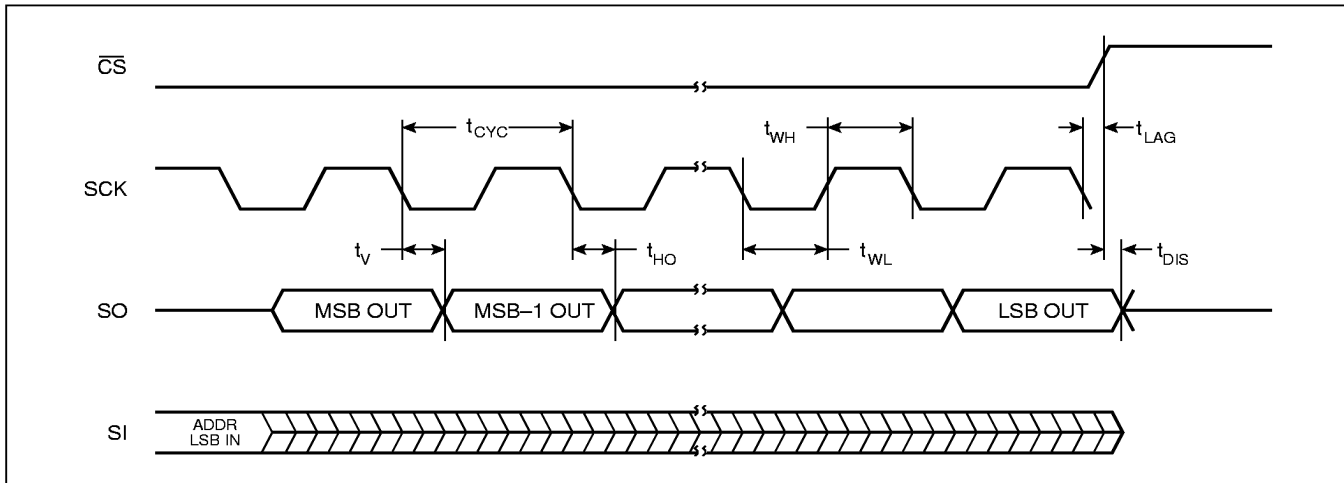 CS
tCYC
tWH
tLAG
SCK
tV
tHO
tWL
tDIS
SO
MSB OUT
MSB–1 OUT
LSB OUT
SI
ADDR
LSB IN